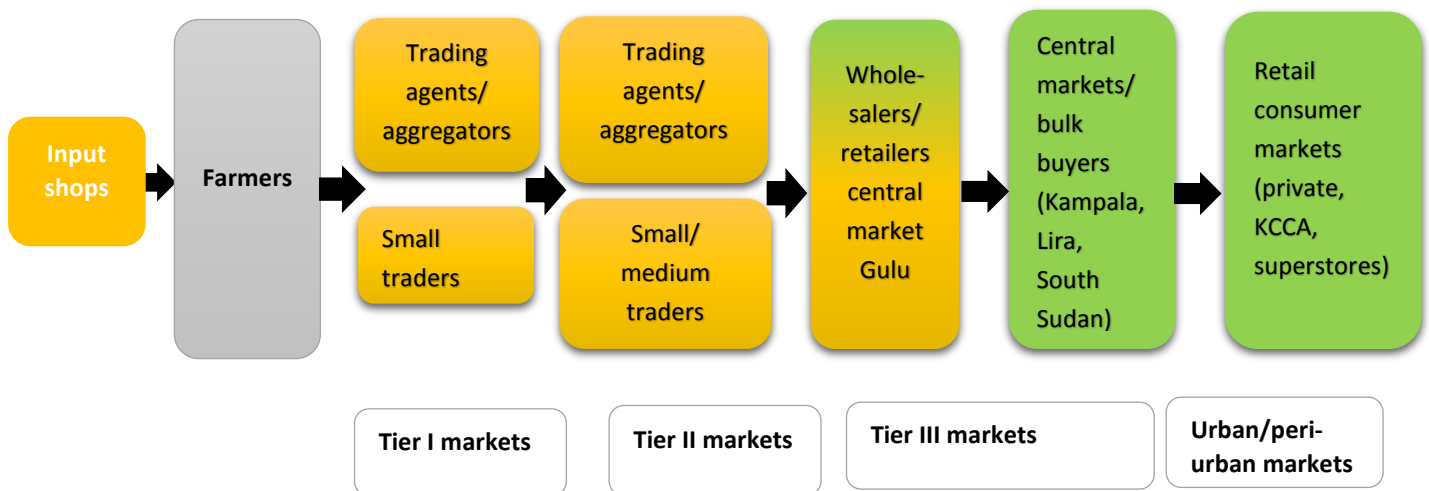 Input
shops
Farmers
Trading
agents/
aggregators
Small
traders
Trading
agents/
aggregators
Small/
medium
traders
Whole-
salers/
retailers
central
market
Gulu
Central
markets/
bulk
buyers
(Kampala,
Lira,
South
Sudan)
Retail
consumer
markets
(private,
KCCA,
superstores)
Tier I markets
Tier II markets
Tier III markets
Urban/peri-
urban markets